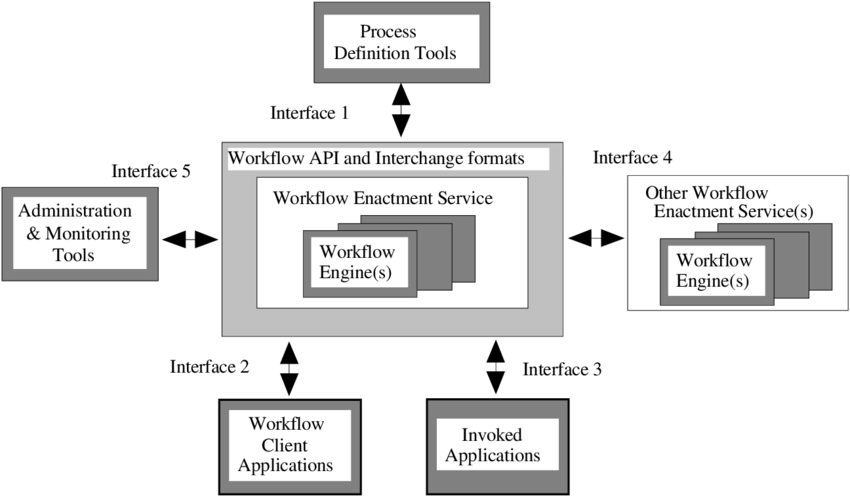 Process
Definition Tools
Interface 1
Workflow API and Interchange formats
Interface 4
Interface 5
Workflow Enactment Service
Other Workflow
Enactment Service(s)
Administration
& Monitoring
Tools
Workflow
Engine(s)
Workflow
Engine(s)
Interface 2
Interface 3
Workflow
Client
Applications
Invoked
Applications